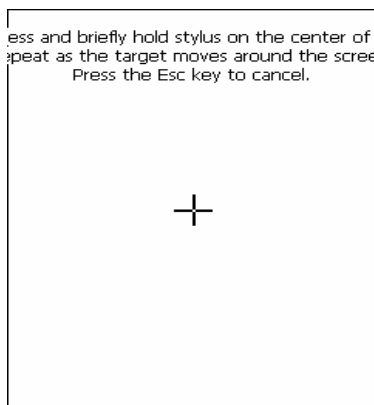 ess and briefly hold stylus on the center of
epeat as the target moves around the scree
Press the Esc key to cancel.